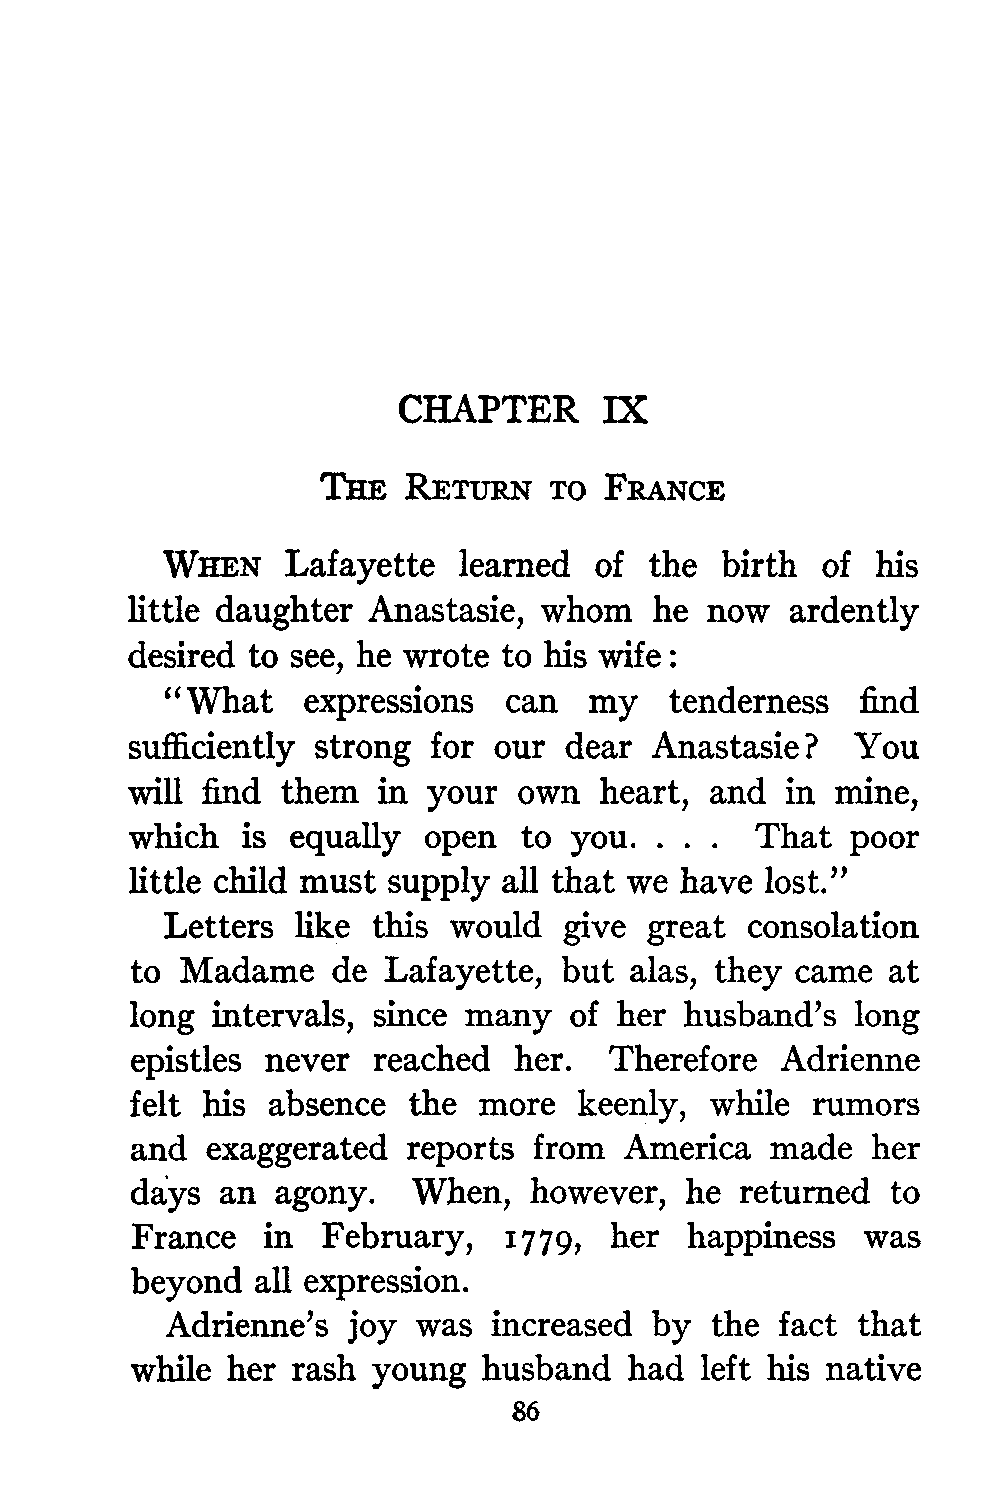 CHAPTER IX
THE RETURN TO FRANCE
WHEN Lafayette learned of the birth of his
little daughter Anastasie, whom he now ardently
desired to see, he wrote to his wife:
"What expressions can my tenderness find
sufficiently strong for our dear Anastasie? You
will find them in your own heart, and in mine,
which is equally open to you. . . . That poor
little child must supply all that we have lost."
Letters like this would give great consolation
to Madame de Lafayette, but alas, they came at
long intervals, since many of her husband's long
epistles never reached her. Therefore Adrienne
felt his absence the more keenly, while rumors
and exaggerated reports from America made her
days an agony. When, however, he returned to
France in February, 1779, her happiness was
beyond all expression.
Adrienne's joy was increased by the fact that
while her rash young husband had left his native
86